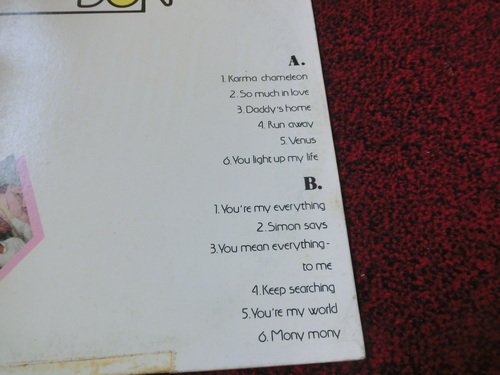 DON
A.
1. Karma chameleon
2. So much in love
3. Daddy's home
4. Run away
5. Venus
6. You light up my life
B.
1. You're my everything
2. Simon says
3. You mean everything-
to me
4. Keep searching
5. You're my world
6. Mony mony